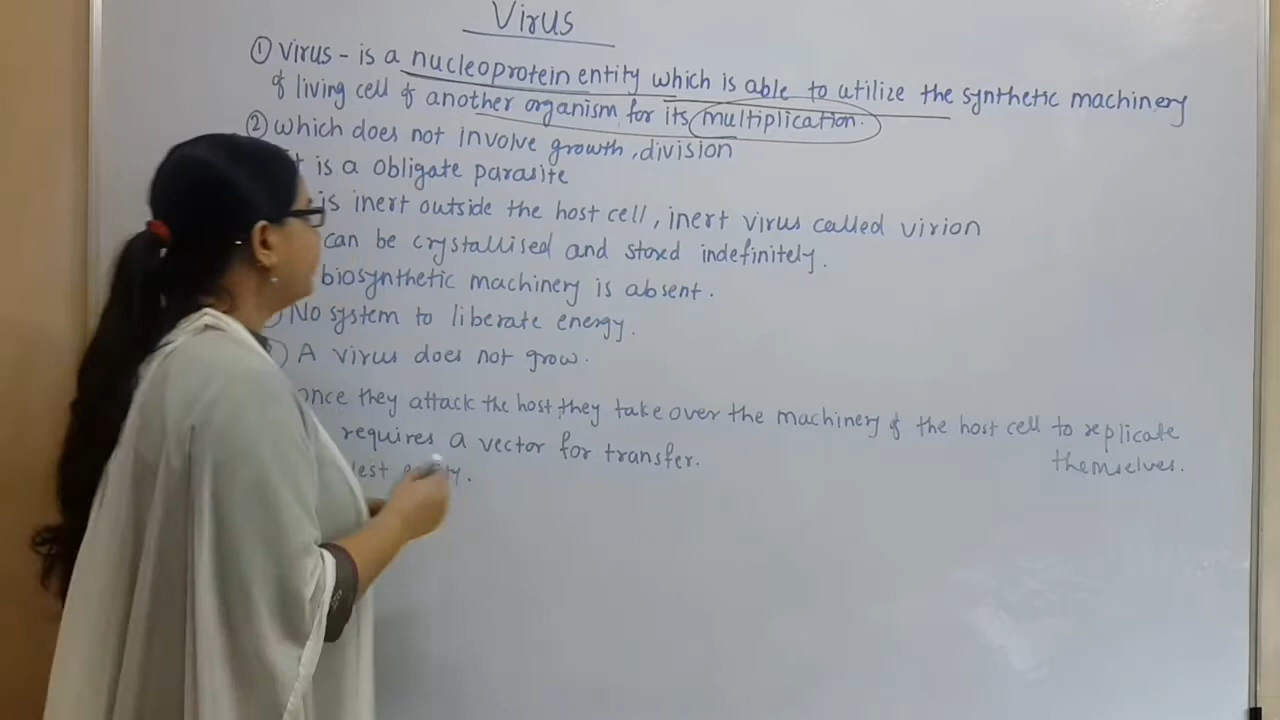 Virus
① Virus - is a nucleoprotein entity which is able to utilize the synthetic machinery
of living cell of another organism for its multiplication.
② which does not involve growth, division
is a obligate parasite
is inert outside the host cell, inert virus called virion
can be crystallised and stored indefinitely.
biosynthetic machinery is absent.
No system to liberate energy.
A virus does not grow.
once they attack the host, they take over the machinery of the host cell to replicate
themselves.
requires a vector for transfer.